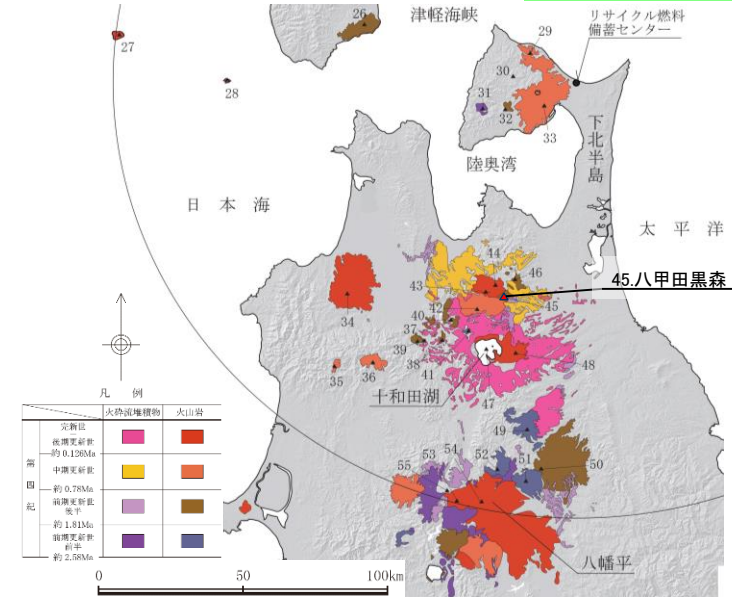 津軽海峡
リサイクル燃料
備蓄センター
26
27
28
29
30
31
32
33
陸奥湾
下北半島
日本海
太平洋
44
43
46
45.八甲田黒森
45
42
40
37
34
39
38
41
48
35
36
十和田湖
47
49
凡例
火砕流堆積物
火山岩
第四紀
完新世
後期更新世
約 0.126Ma
中期更新世
約 0.78Ma
前期更新世
後半
約 1.81Ma
前期更新世
前半
約 2.58Ma
54
53
52
51
50
55
八幡平
0
50
100km